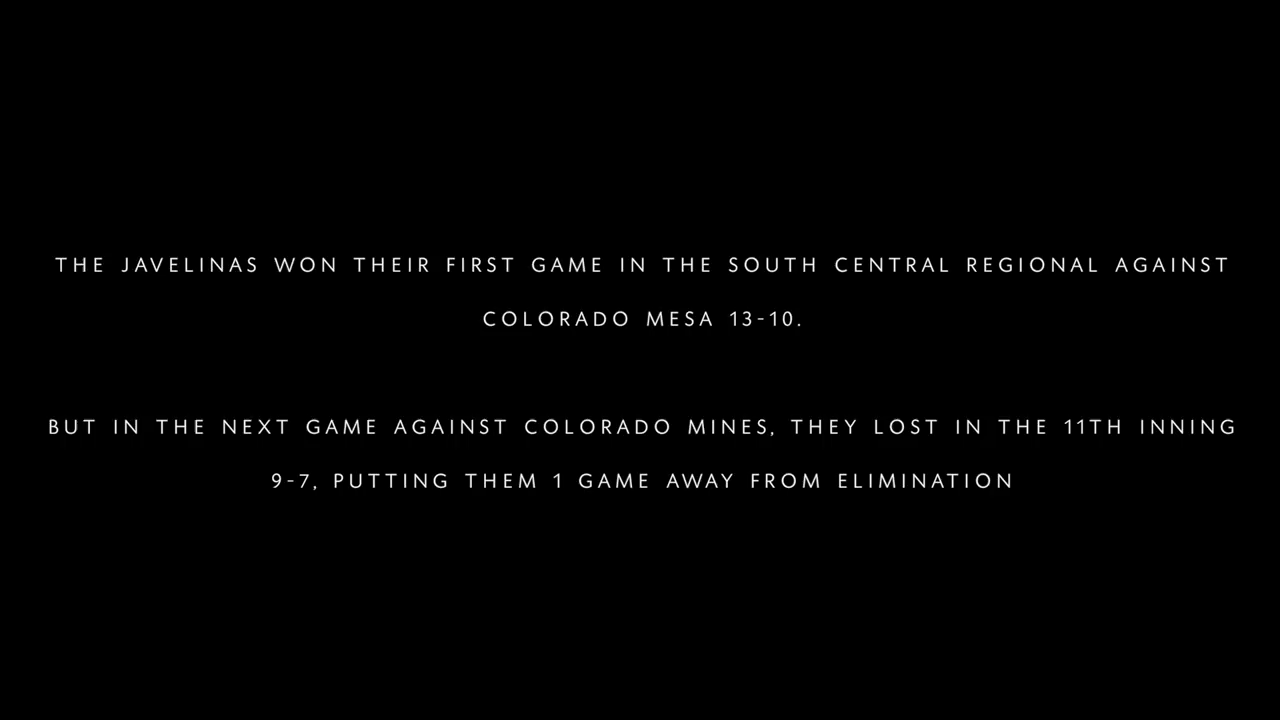 THE JAVELINAS WON THEIR FIRST GAME IN THE SOUTH CENTRAL REGIONAL AGAINST
COLORADO MESA 13-10.
BUT IN THE NEXT GAME AGAINST COLORADO MINES, THEY LOST IN THE 11TH INNING
9-7, PUTTING THEM 1 GAME AWAY FROM ELIMINATION